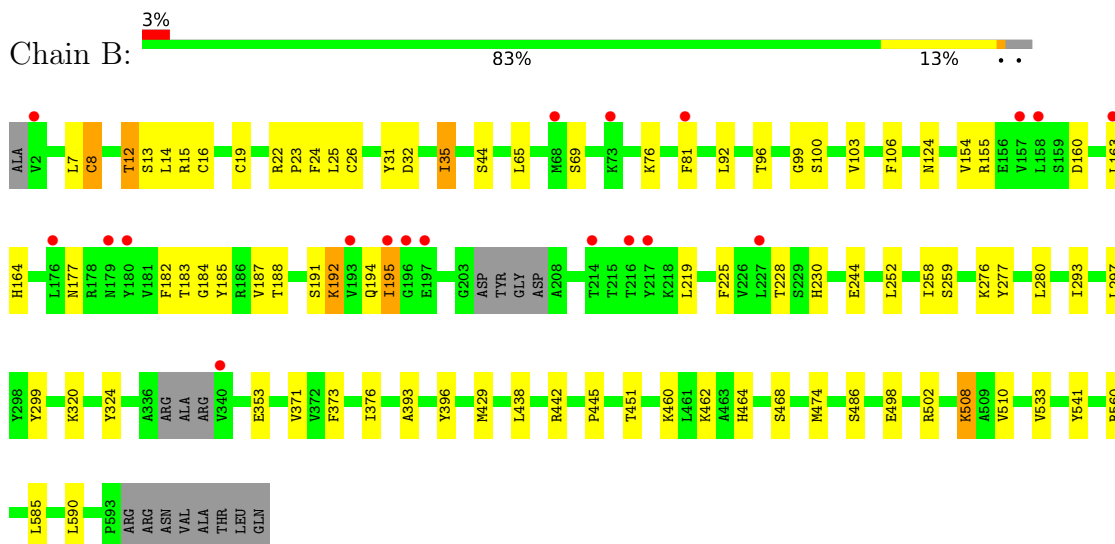 3%
Chain B:
83% 13% • •
ALA V2 L7 C8 T12 S13 L14 R15 C16 C19 R22 P23 F24 L25 C26 Y31 D32 I35 S44 L65 M68 S69 K73 K76 F81 L92 T96 G99 S100 V103 F106 N124 V154 R155 E156 V157 L158 S159 D160 L163
H164 L176 N177 R178 N179 Y180 V181 F182 T183 G184 Y185 R186 V187 T188 S191 K192 V193 Q194 I195 G196 E197 G203 ASP TYR GLY ASP A208 T214 T215 T216 Y217 K218 L219 F225 V226 L227 T228 S229 H230 E244 L252 I258 S259 K276 Y277 L280 I293 L297
Y298 Y299 K320 Y324 A336 ARG ALA ARG V340 E353 V371 V372 F373 I376 A393 Y396 M429 L438 R442 P445 T451 K460 L461 K462 A463 H464 S468 M474 S486 E498 R502 K508 A509 V510 V533 Y541 R560
L585 L590 P593 ARG ARG ASN VAL ALA THR LEU GLN